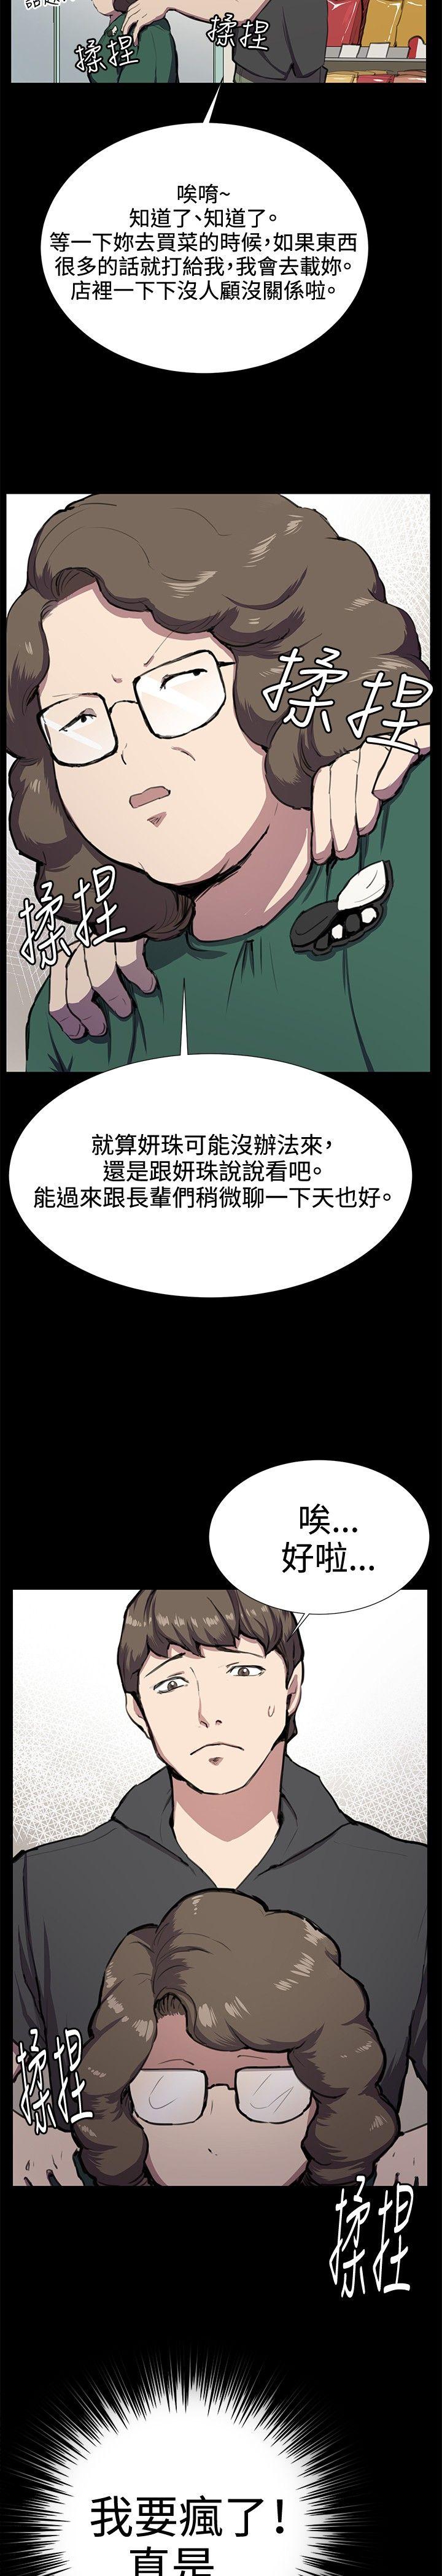 揉捏
揉捏
唉唷~
知道了、知道了。
等一下妳去買菜的時候，如果東西
很多的話就打給我，我會去載妳。
店裡一下下沒人顧沒關係啦。
揉捏
揉捏
就算妍珠可能沒辦法來，
還是跟妍珠說說看吧。
能過來跟長輩們稍微聊一下天也好。
唉...
好啦...
揉捏
揉捏
我要瘋了！
真是